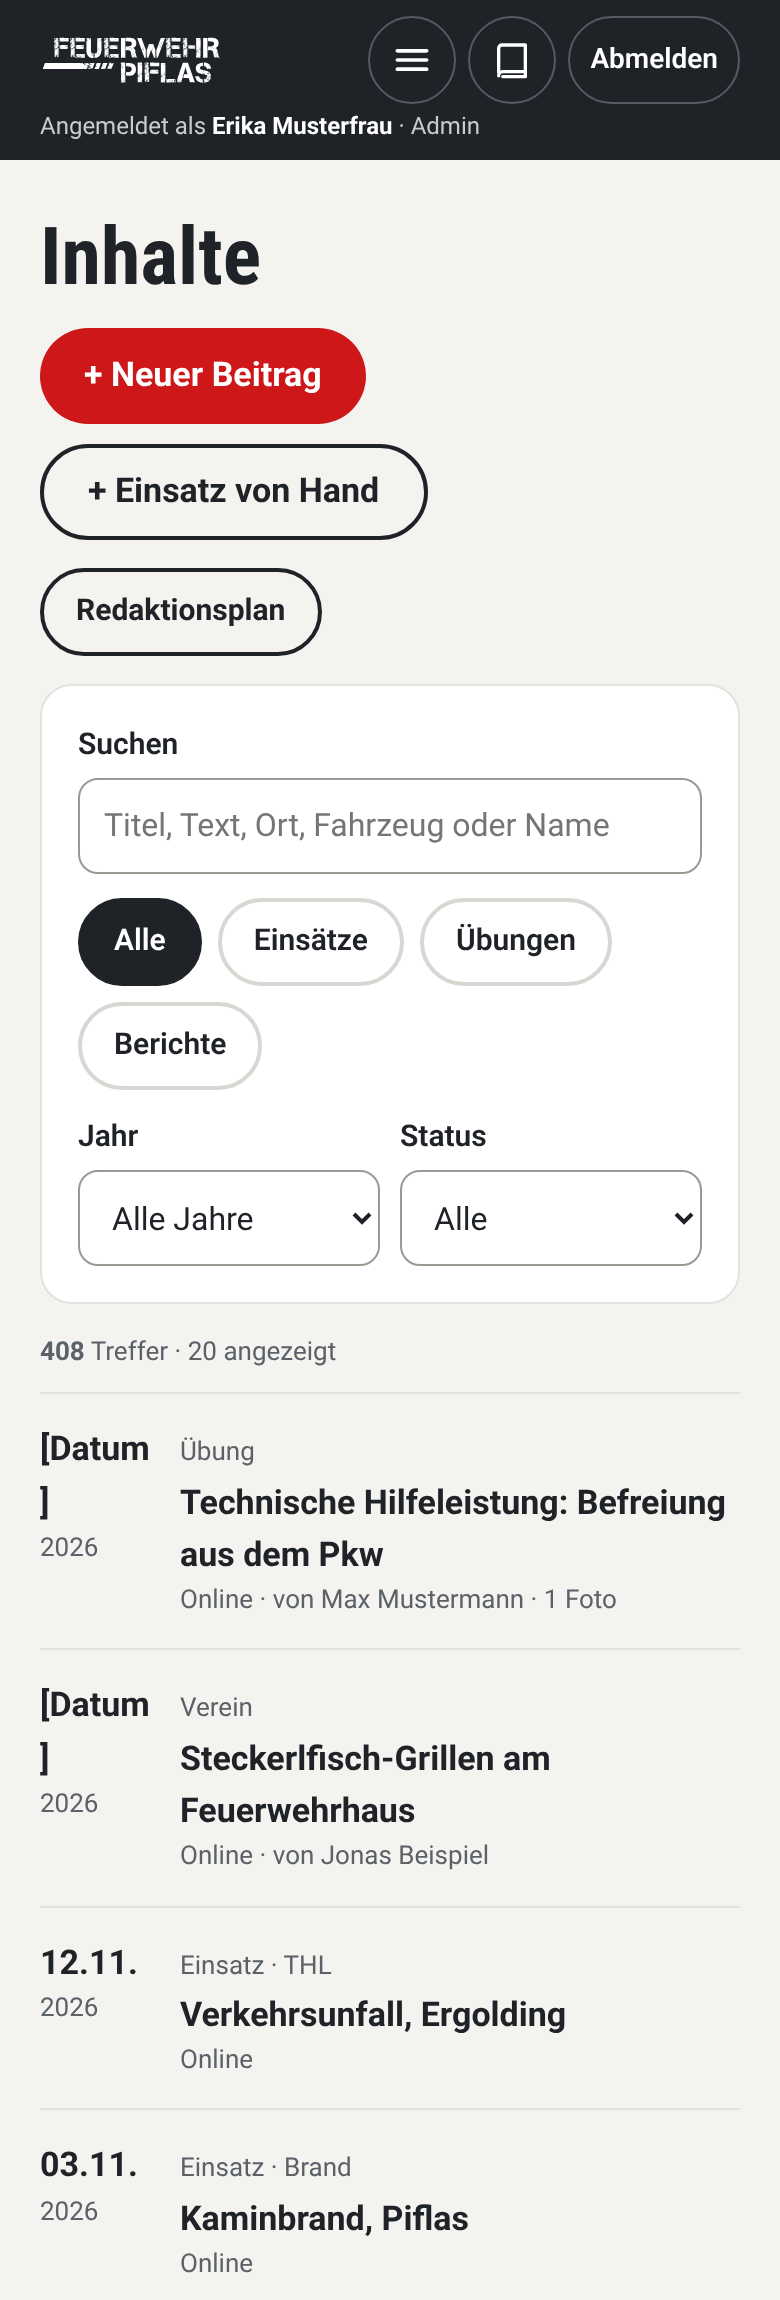 FEUERWEHR
PIFLAS
Abmelden
Angemeldet als Erika Musterfrau · Admin
Inhalte
+ Neuer Beitrag
+ Einsatz von Hand
Redaktionsplan
Suchen
Titel, Text, Ort, Fahrzeug oder Name
Alle
Einsätze
Übungen
Berichte
Jahr
Status
Alle Jahre
Alle
408 Treffer · 20 angezeigt
[Datum
]
2026
Übung
Technische Hilfeleistung: Befreiung
aus dem Pkw
Online · von Max Mustermann · 1 Foto
[Datum
]
2026
Verein
Steckerlfisch-Grillen am
Feuerwehrhaus
Online · von Jonas Beispiel
12.11.
2026
Einsatz · THL
Verkehrsunfall, Ergolding
Online
03.11.
2026
Einsatz · Brand
Kaminbrand, Piflas
Online